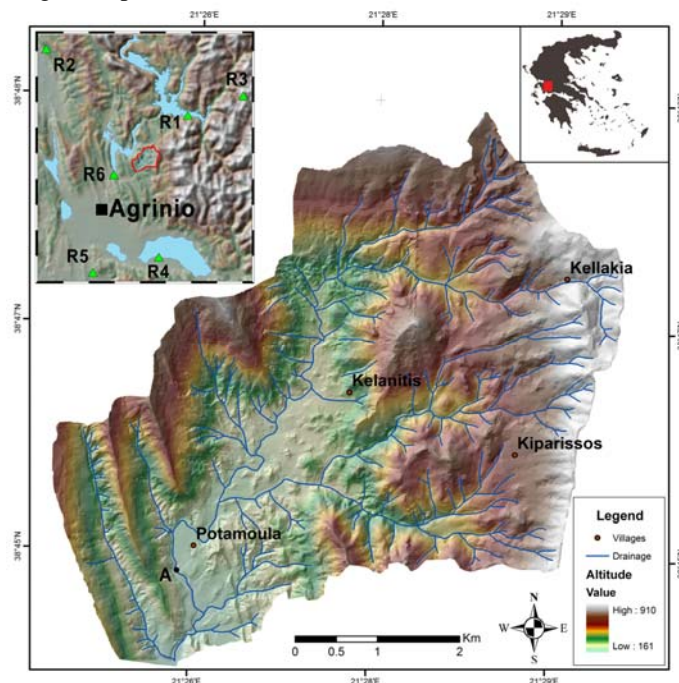 21°26'E
21°28'E
21°29'E
R2
R3
R1
R6
Agrinio
R5
R4
38°48'N
38°47'N
38°45'N
Kellakia
Kelanitis
Kiparissos
Potamoula
A
Legend
Villages
Drainage
Altitude
Value
High : 910
Low : 161
N
W
E
S
0 0.5 1 2
Km
21°26'E
21°28'E
21°29'E